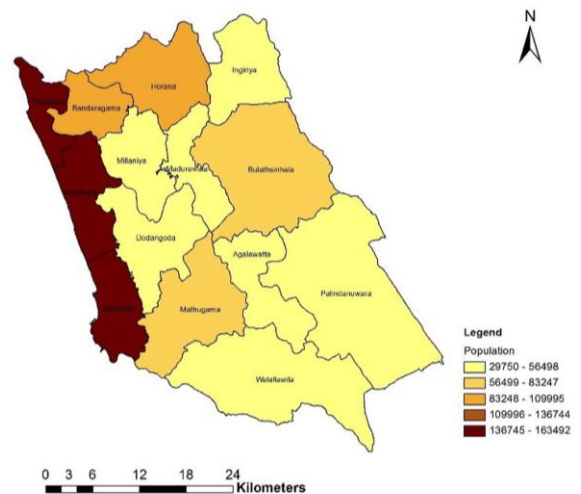 N
Horana
Ingiriya
Bandaragama
Millaniya
Madurawala
Bulathsinhala
Dodangoda
Agalawatta
Palindanuwara
Mathugama
Walallawita
Legend
Population
29750 - 56498
56499 - 83247
83248 - 109995
109996 - 136744
136745 - 163492
0 3 6 12 18 24
Kilometers